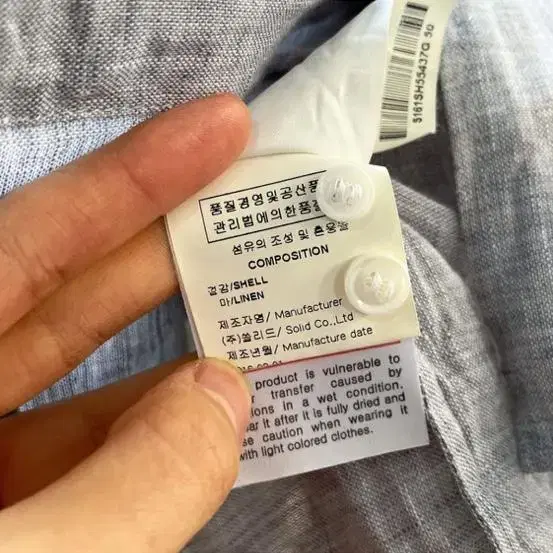 S161SH55437Q 50
품질경영및공산품
관리법에의한품질
섬유의 조성 및 혼용율
COMPOSITION
겉감/SHELL
마/LINEN
제조자명/ Manufacturer
(주)쏠리드/ Solid Co.,Ltd
제조년월/ Manufacture date
product is vulnerable to
transfer caused by
in a wet condition.
it after it is fully dried and
caution when wearing it
with light colored clothes.